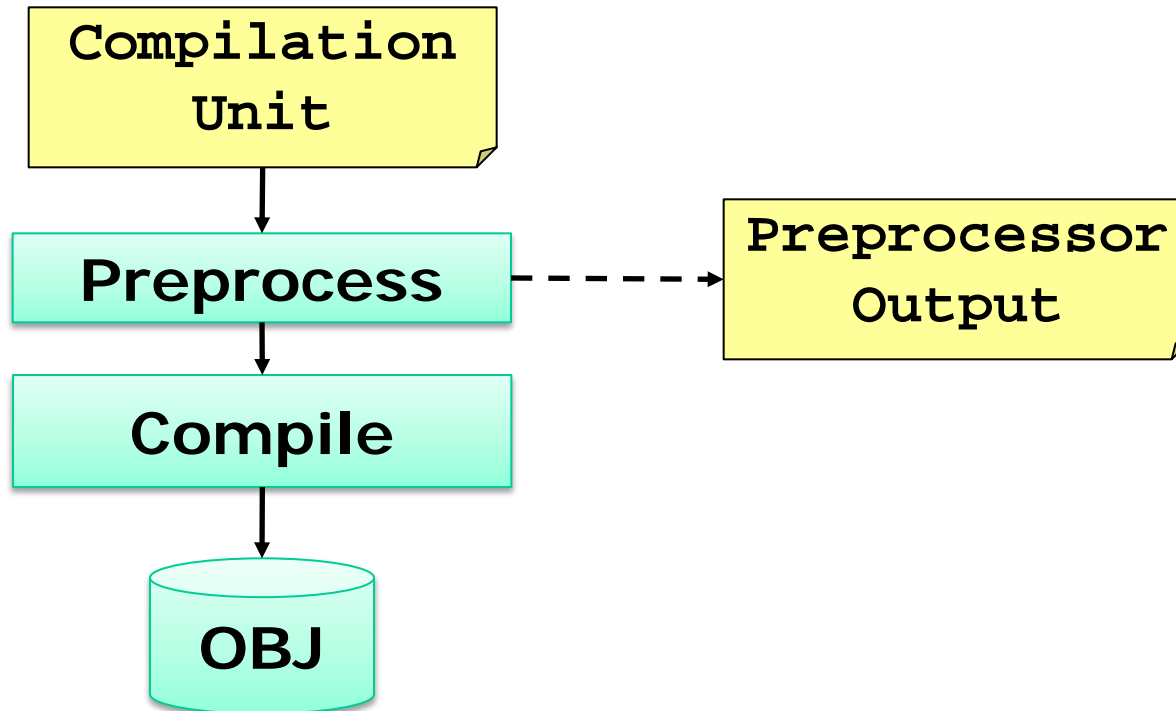 Compilation
Unit
Preprocess
Preprocessor
Output
Compile
OBJ